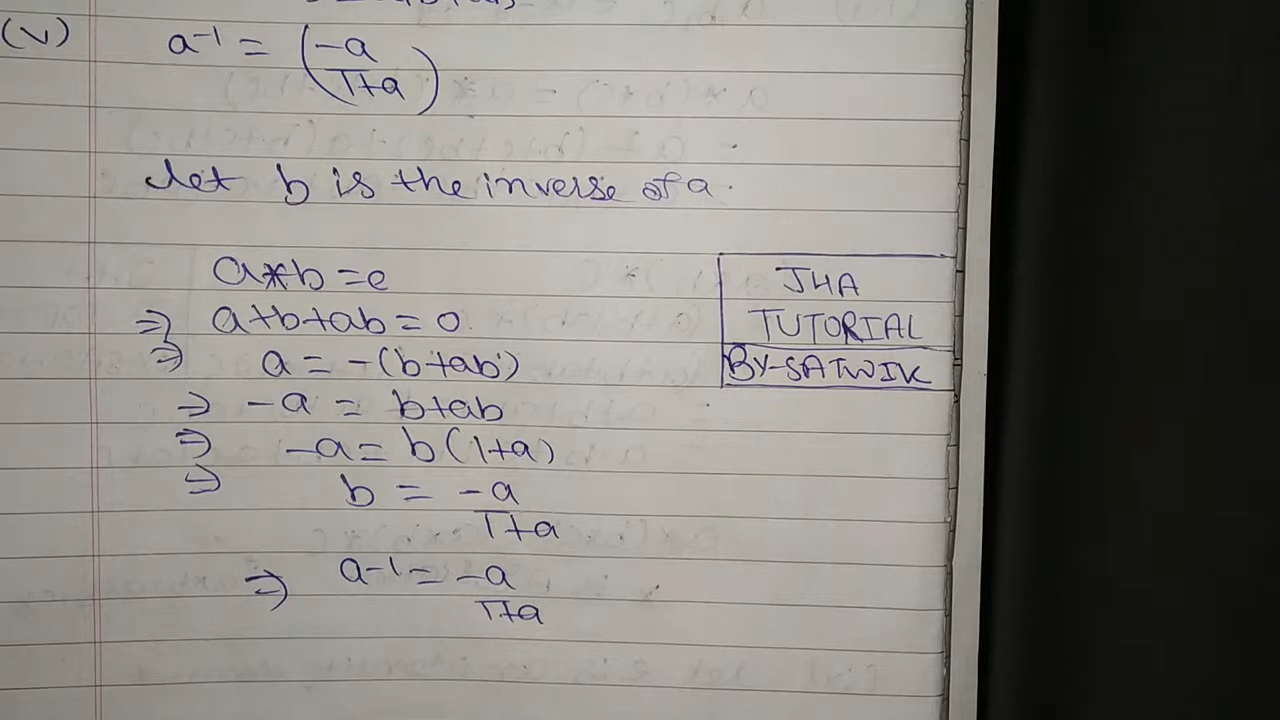 (v) a-1 = (-a/1+a)
let b is the inverse of a.
a*b=e
⇒ a+b+ab=0.
⇒ a = -(b+ab)
⇒ -a = b+ab
⇒ -a = b(1+a)
⇒ b = -a/1+a
⇒ a-1 = -a/1+a
JHA
TUTORIAL
BY-SATWIK